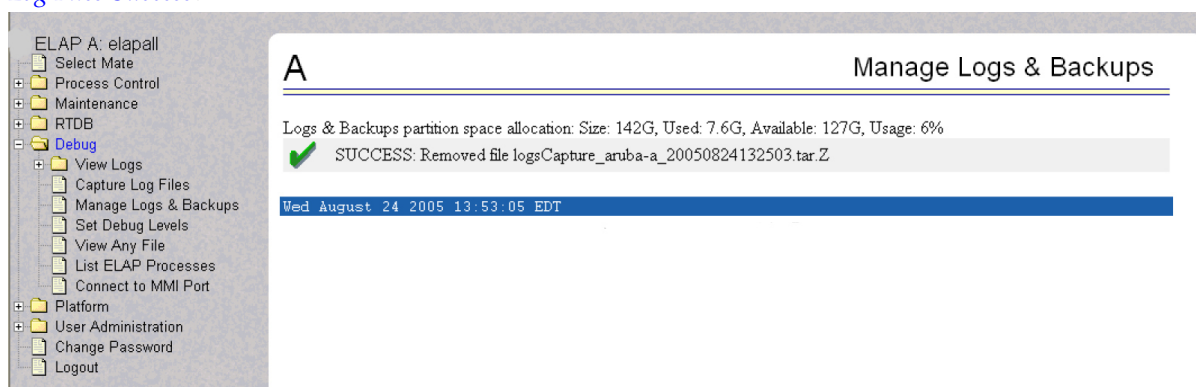 ELAP A: elapall
Select Mate
Process Control
Maintenance
RTDB
Debug
View Logs
Capture Log Files
Manage Logs & Backups
Set Debug Levels
View Any File
List ELAP Processes
Connect to MMI Port
Platform
User Administration
Change Password
Logout
A
Manage Logs & Backups
Logs & Backups partition space allocation: Size: 142G, Used: 7.6G, Available: 127G, Usage: 6%
SUCCESS: Removed file logsCapture_aruba-a_20050824132503.tar.Z
Wed August 24 2005 13:53:05 EDT